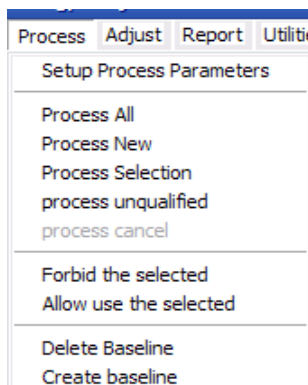 Process Adjust Report
Setup Process Parameters
Process All
Process New
Process Selection
process unqualified
process cancel
Forbid the selected
Allow use the selected
Delete Baseline
Create baseline